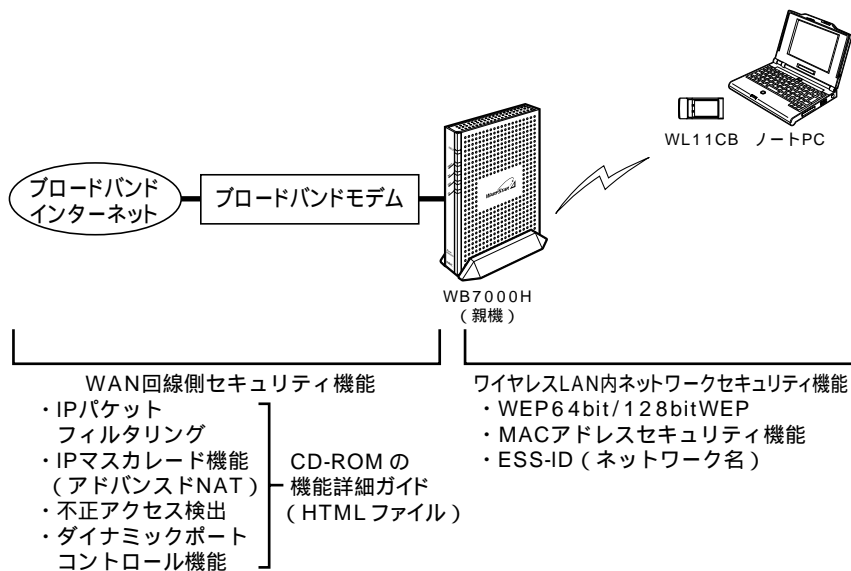 WL11CB ノートPC
ブロードバンド
インターネット
ブロードバンドモデム
WB7000H
（親機）
WAN回線側セキュリティ機能
・IPパケット
フィルタリング
・IPマスカレード機能
（アドバンスドNAT）
・不正アクセス検出
・ダイナミックポート
コントロール機能
CD-ROM の
機能詳細ガイド
（HTML ファイル）
ワイヤレスLAN内ネットワークセキュリティ機能
・WEP64bit/128bitWEP
・MACアドレスセキュリティ機能
・ESS-ID（ネットワーク名）